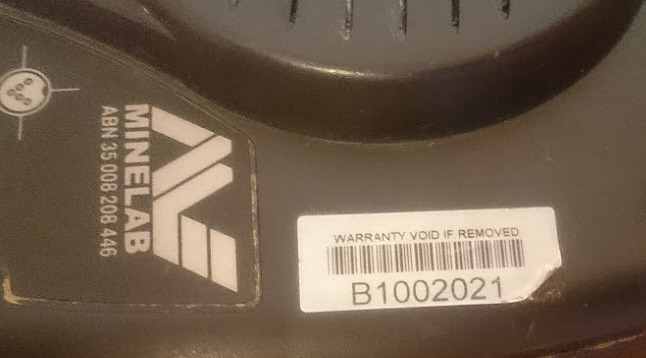 MINELAB
ABN 35 008 208 446
WARRANTY VOID IF REMOVED
B1002021